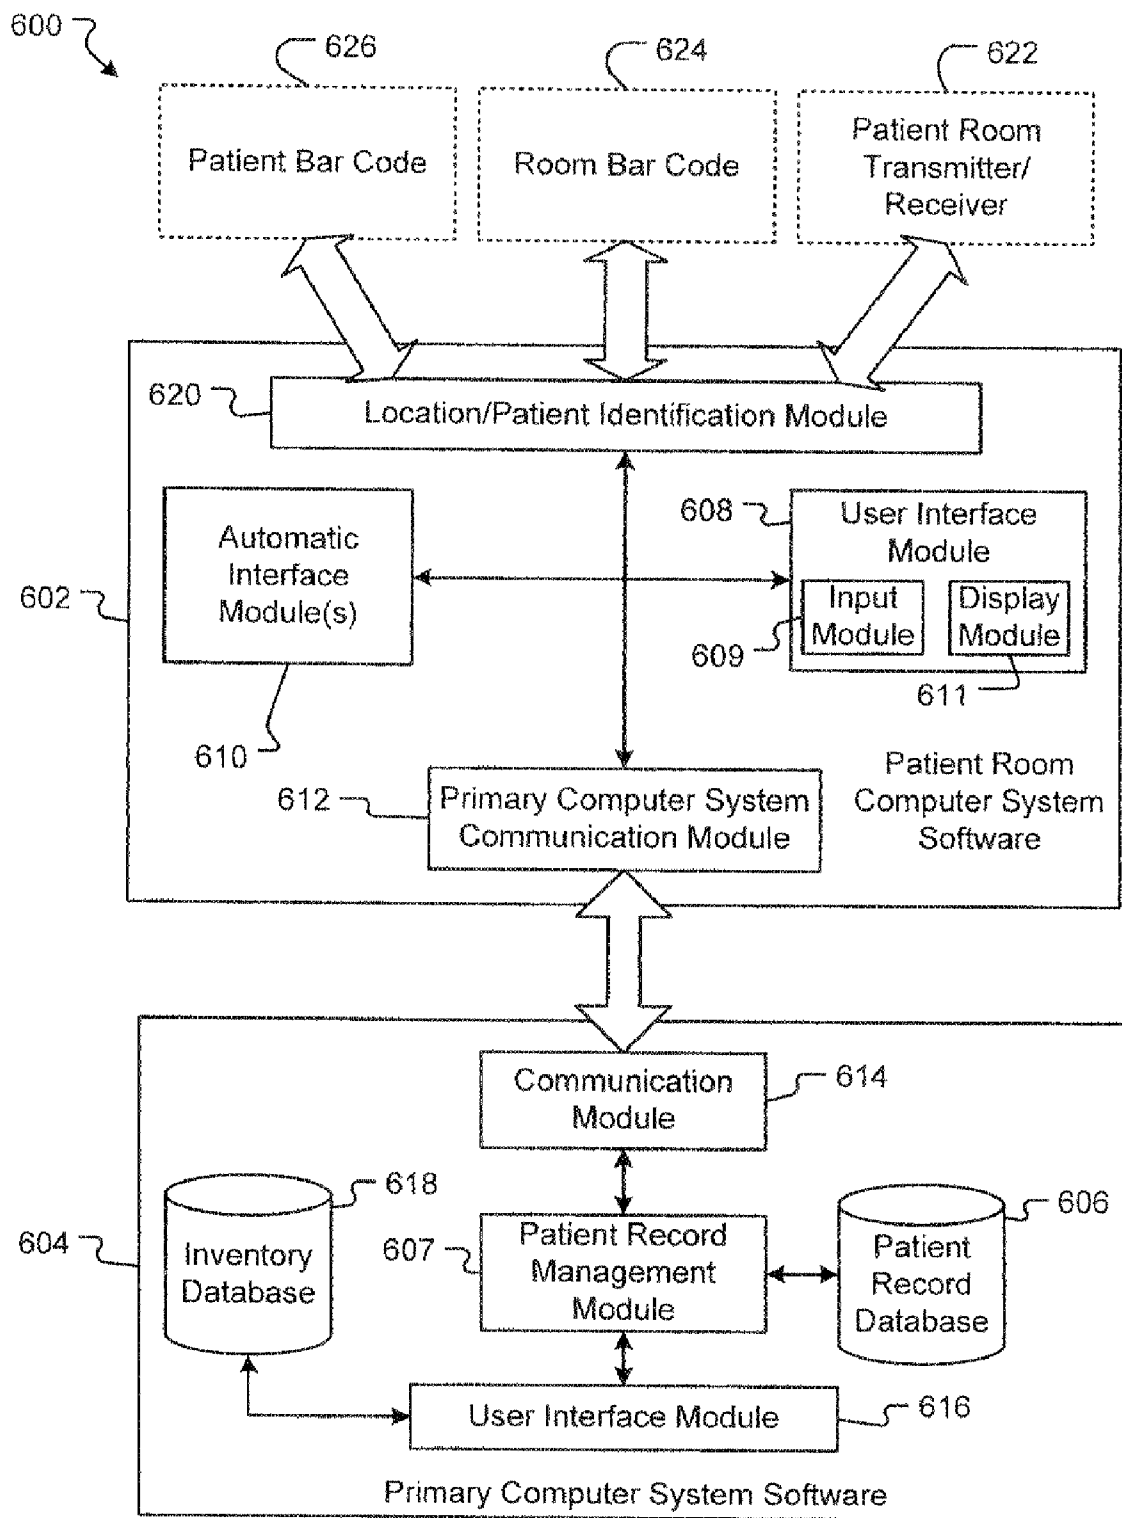 600
626
624
622
Patient Bar Code
Room Bar Code
Patient Room
Transmitter/
Receiver
620
Location/Patient Identification Module
Automatic
Interface
Module(s)
608
User Interface
Module
Input
Module
Display
Module
602
609
611
610
612
Primary Computer System
Communication Module
Patient Room
Computer System
Software
Communication
Module
614
618
606
604
Inventory
Database
607
Patient Record
Management
Module
Patient
Record
Database
User Interface Module
616
Primary Computer System Software